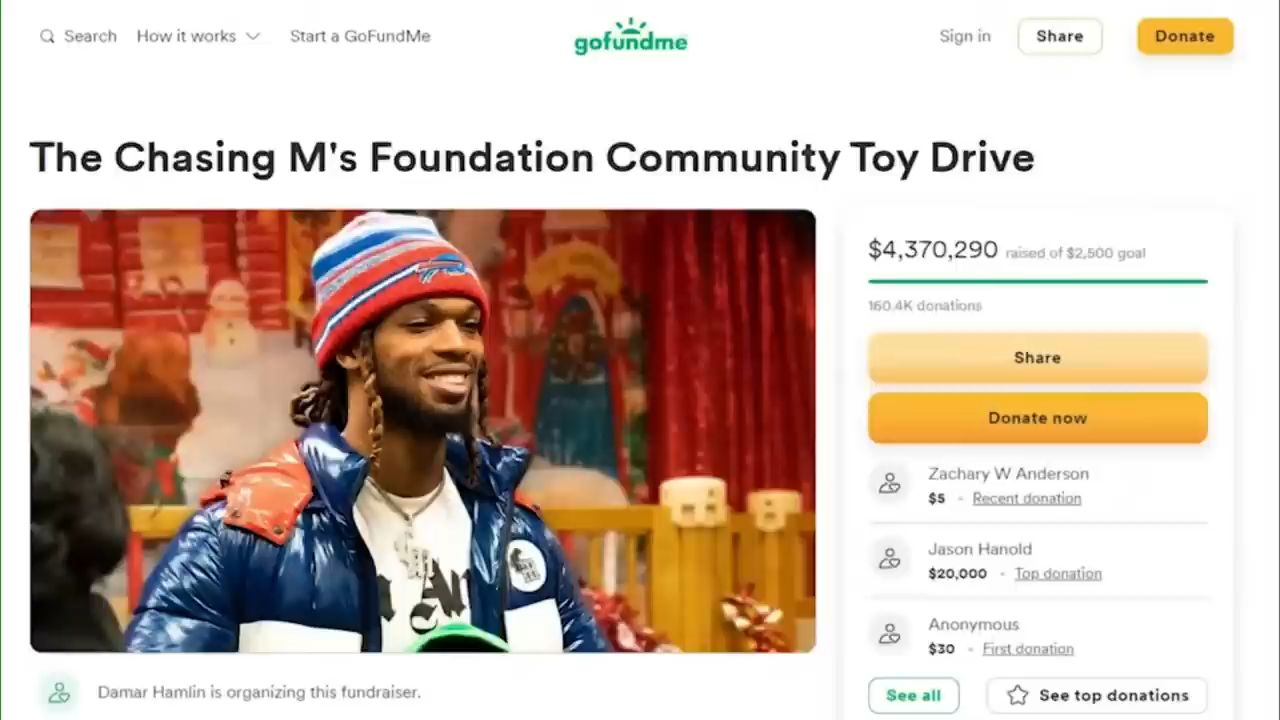 Search How it works Start a GoFundMe gofundme Sign in Share Donate
The Chasing M's Foundation Community Toy Drive
$4,370,290 raised of $2,500 goal
160.4K donations
Share
Donate now
Zachary W Anderson
$5 - Recent donation
Jason Hanold
$20,000 - Top donation
Anonymous
$30 - First donation
See all See top donations
Damar Hamlin is organizing this fundraiser.